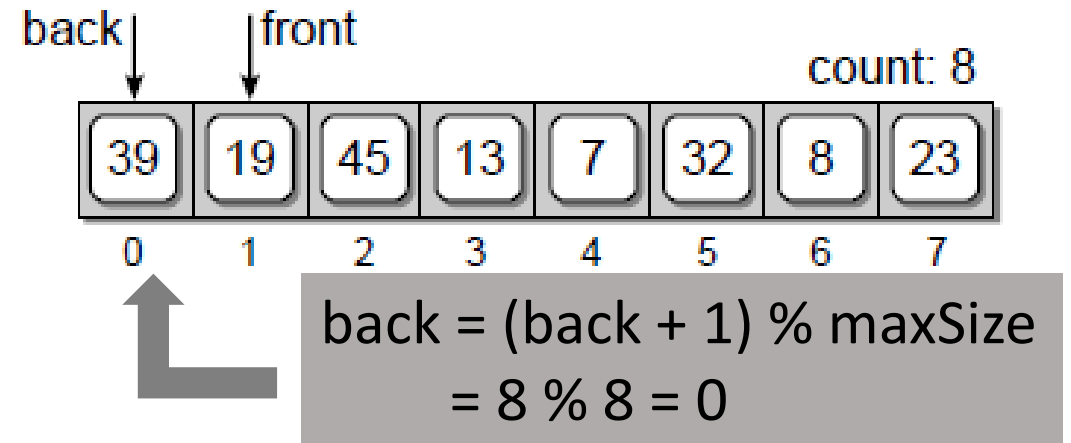 back front
count: 8
39 19 45 13 7 32 8 23
0 1 2 3 4 5 6 7
back = (back + 1) % maxSize
= 8 % 8 = 0